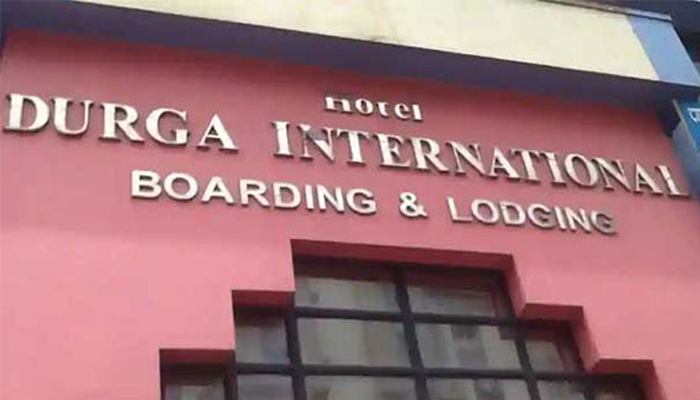 Hotel
DURGA INTERNATIONAL
BOARDING & LODGING